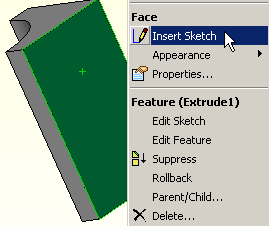 Face
Insert Sketch
Appearance
Properties...
Feature (Extrude1)
Edit Sketch
Edit Feature
Suppress
Rollback
Parent/Child...
Delete...